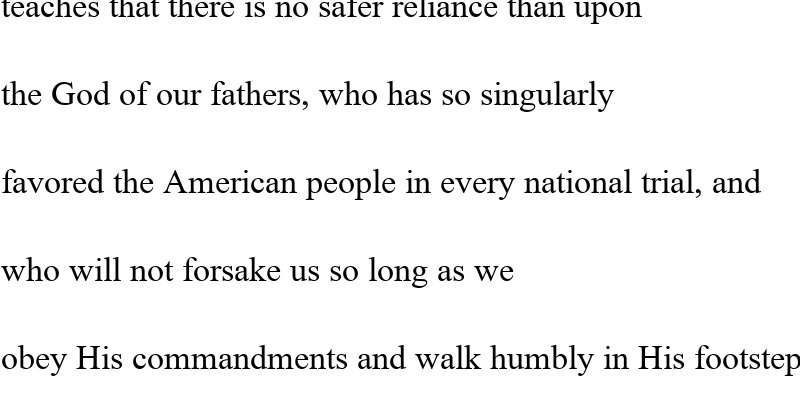 teaches that there is no safer reliance than upon
the God of our fathers, who has so singularly
favored the American people in every national trial, and
who will not forsake us so long as we
obey His commandments and walk humbly in His footstep